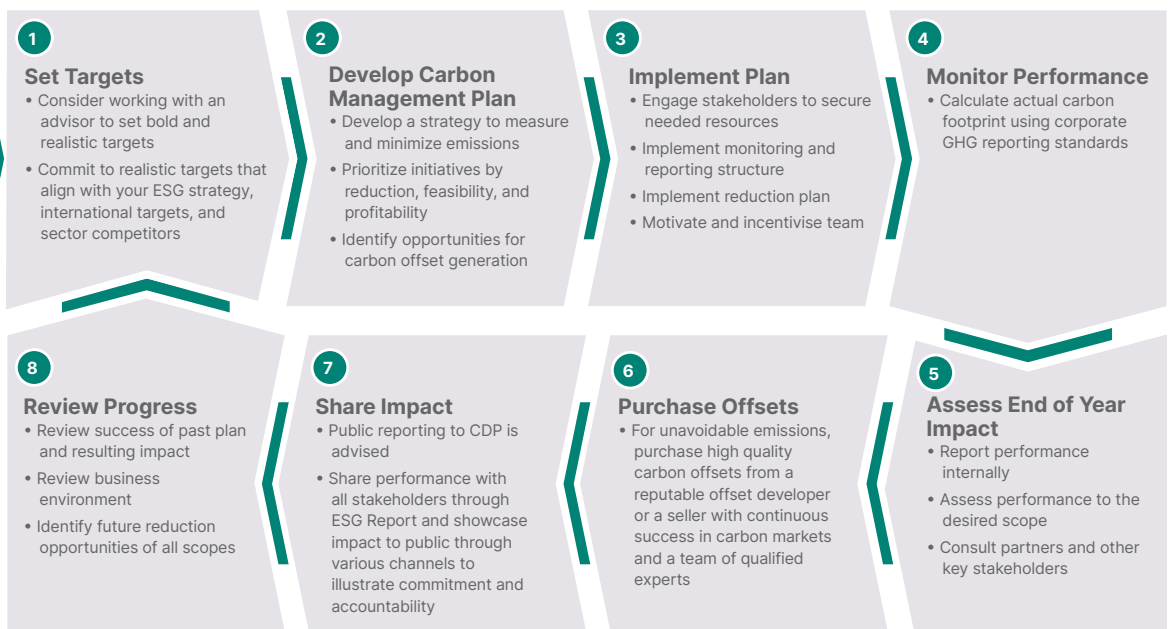 1
Set Targets
• Consider working with an
advisor to set bold and
realistic targets
• Commit to realistic targets that
align with your ESG strategy,
international targets, and
sector competitors
2
Develop Carbon
Management Plan
• Develop a strategy to measure
and minimize emissions
• Prioritize initiatives by
reduction, feasibility, and
profitability
• Identify opportunities for
carbon offset generation
3
Implement Plan
• Engage stakeholders to secure
needed resources
• Implement monitoring and
reporting structure
• Implement reduction plan
• Motivate and incentivise team
4
Monitor Performance
• Calculate actual carbon
footprint using corporate
GHG reporting standards
5
Assess End of Year
Impact
• Report performance
internally
• Assess performance to the
desired scope
• Consult partners and other
key stakeholders
6
Purchase Offsets
• For unavoidable emissions,
purchase high quality
carbon offsets from a
reputable offset developer
or a seller with continuous
success in carbon markets
and a team of qualified
experts
7
Share Impact
• Public reporting to CDP is
advised
• Share performance with
all stakeholders through
ESG Report and showcase
impact to public through
various channels to
illustrate commitment and
accountability
8
Review Progress
• Review success of past plan
and resulting impact
• Review business
environment
• Identify future reduction
opportunities of all scopes